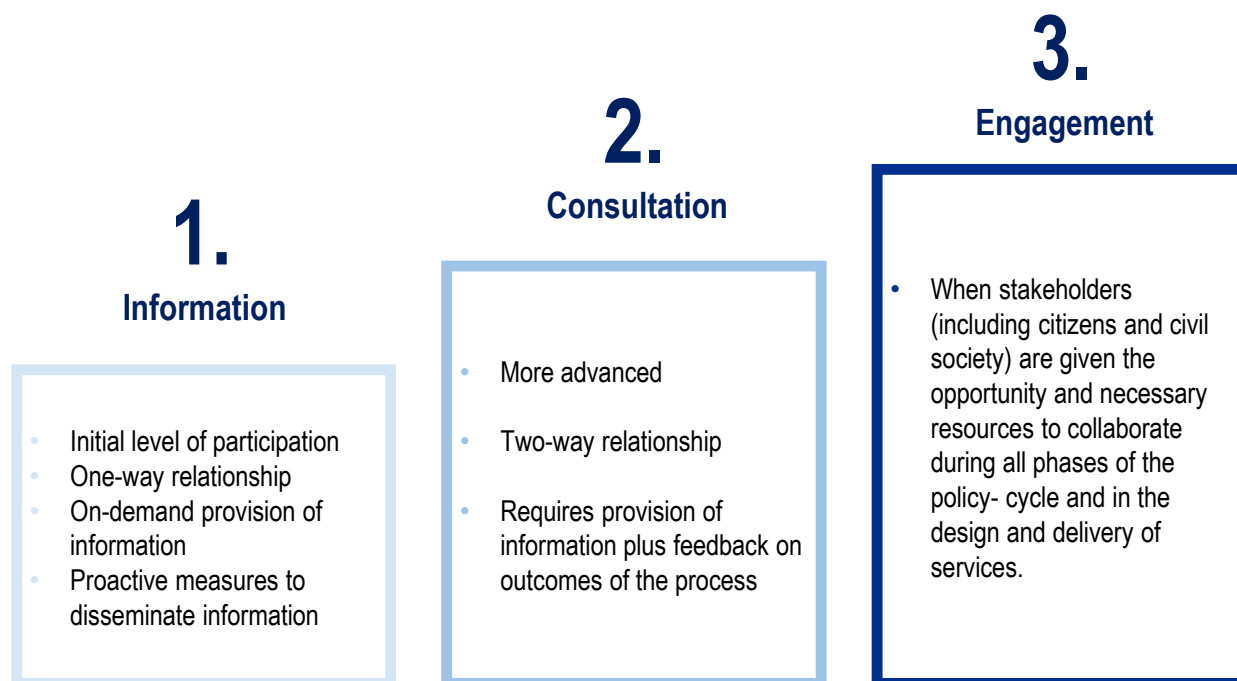 1.
Information
• Initial level of participation
• One-way relationship
• On-demand provision of
information
• Proactive measures to
disseminate information
2.
Consultation
• More advanced
• Two-way relationship
• Requires provision of
information plus feedback on
outcomes of the process
3.
Engagement
• When stakeholders
(including citizens and civil
society) are given the
opportunity and necessary
resources to collaborate
during all phases of the
policy- cycle and in the
design and delivery of
services.